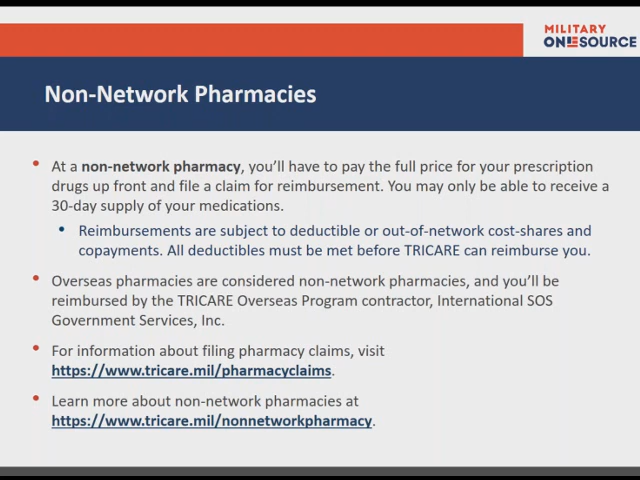 MILITARY
ONESOURCE
Non-Network Pharmacies
• At a non-network pharmacy, you'll have to pay the full price for your prescription
drugs up front and file a claim for reimbursement. You may only be able to receive a
30-day supply of your medications.
• Reimbursements are subject to deductible or out-of-network cost-shares and
copayments. All deductibles must be met before TRICARE can reimburse you.
• Overseas pharmacies are considered non-network pharmacies, and you'll be
reimbursed by the TRICARE Overseas Program contractor, International SOS
Government Services, Inc.
• For information about filing pharmacy claims, visit
https://www.tricare.mil/pharmacyclaims.
• Learn more about non-network pharmacies at
https://www.tricare.mil/nonnetworkpharmacy.